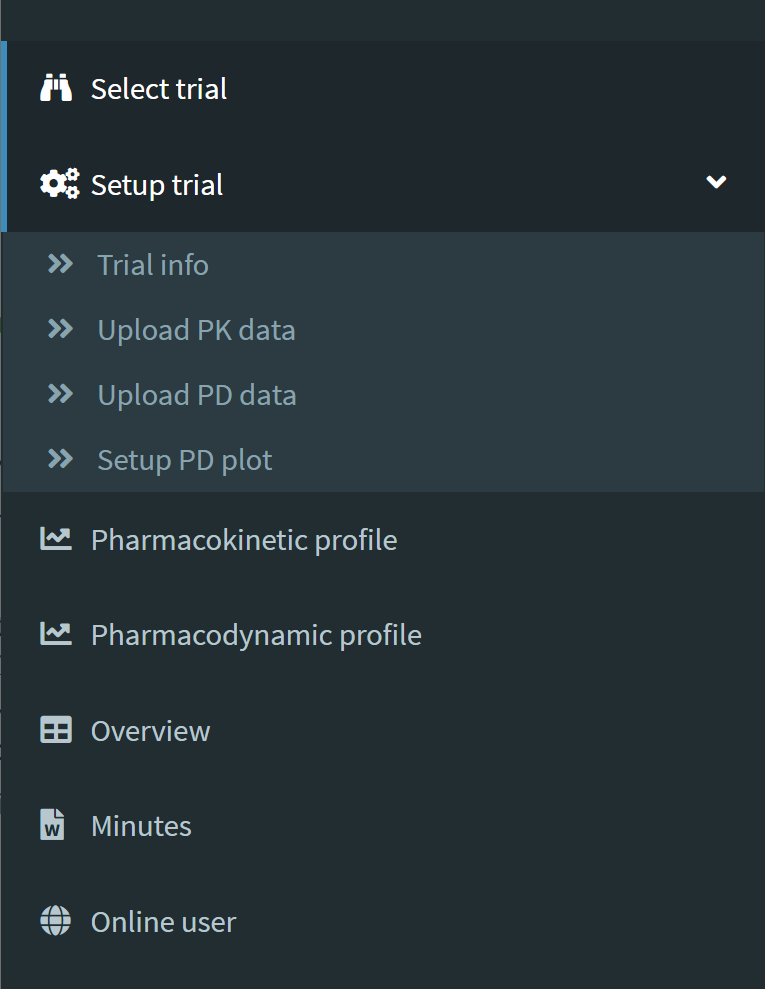 Select trial
Setup trial
Trial info
Upload PK data
Upload PD data
Setup PD plot
Pharmacokinetic profile
Pharmacodynamic profile
Overview
Minutes
Online user